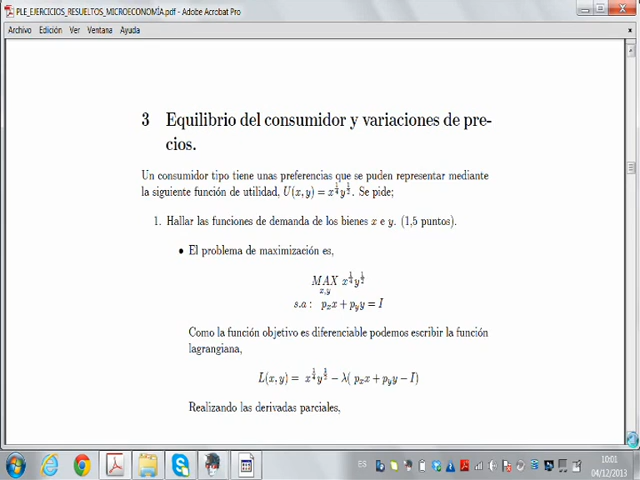 PLE_EJERCICIOS_RESUELTOS_MICROECONOMÍA.pdf - Adobe Acrobat Pro
Archivo Edición Ver Ventana Ayuda
3 Equilibrio del consumidor y variaciones de pre-
cios.
Un consumidor tipo tiene unas preferencias que se puden representar mediante
la siguiente función de utilidad, U(x,y) = x^{1/4}y^{1/2}. Se pide;
1. Hallar las funciones de demanda de los bienes x e y. (1,5 puntos).
• El problema de maximización es,
MAX x^{1/4}y^{1/2}
x,y
s.a : p_x x + p_y y = I
Como la función objetivo es diferenciable podemos escribir la función
lagrangiana,
L(x,y) = x^{1/4}y^{1/2} − λ( p_x x + p_y y − I)
Realizando las derivadas parciales,
ES
10:01
04/12/2013